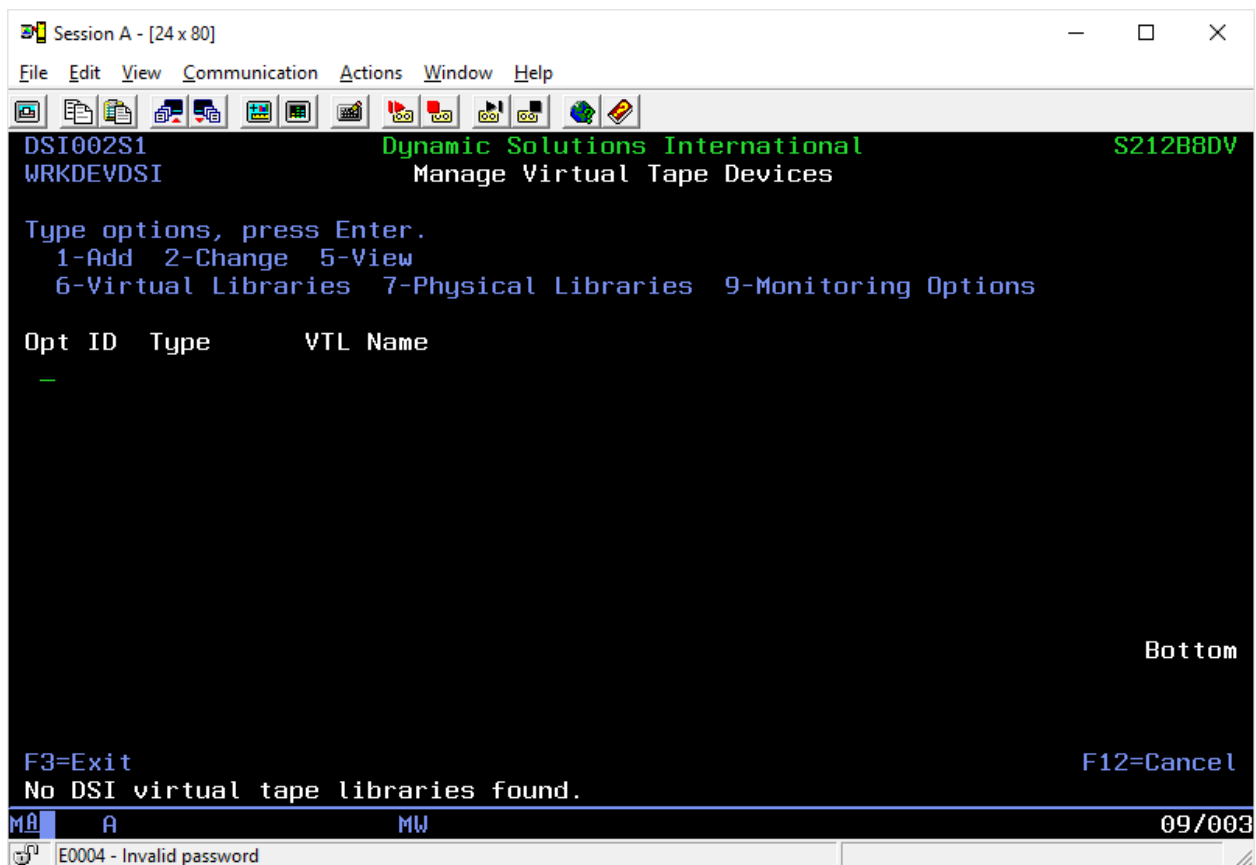 Session A - [24 x 80]
File Edit View Communication Actions Window Help
DSI002S1 Dynamic Solutions International S212B8DV
WRKDEVDSI Manage Virtual Tape Devices
Type options, press Enter.
1-Add 2-Change 5-View
6-Virtual Libraries 7-Physical Libraries 9-Monitoring Options
Opt ID Type VTL Name
Bottom
F3=Exit F12=Cancel
No DSI virtual tape libraries found.
MA A MW 09/003
E0004 - Invalid password